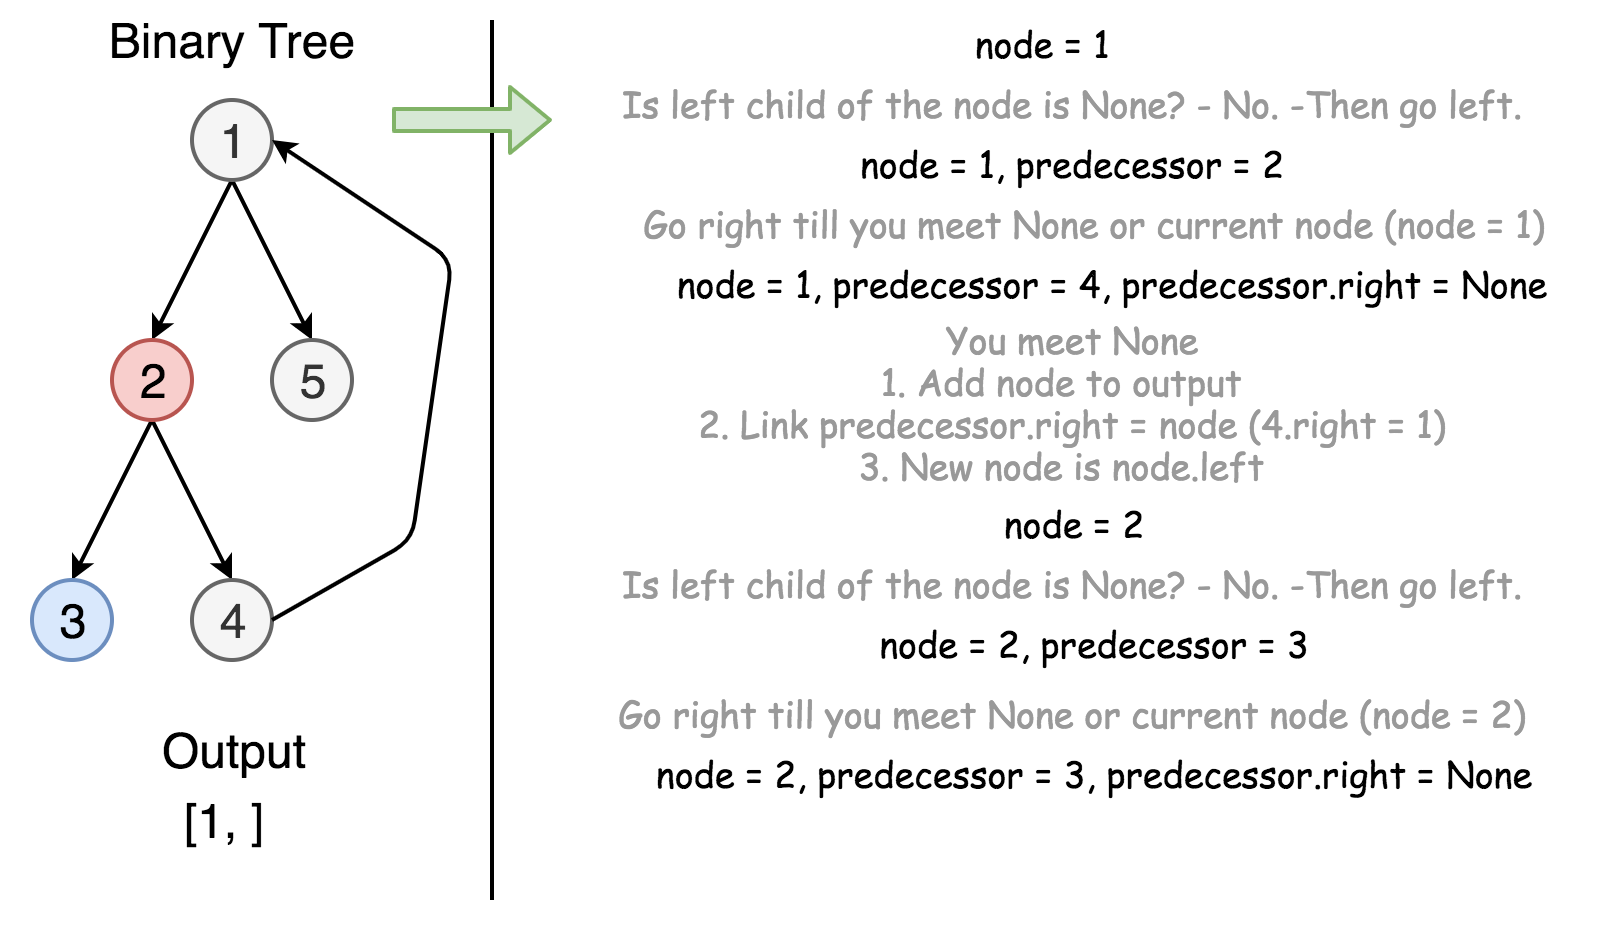 Binary Tree
1
2
5
3
4
Output
[1, ]
node = 1
Is left child of the node is None? - No. -Then go left.
node = 1, predecessor = 2
Go right till you meet None or current node (node = 1)
node = 1, predecessor = 4, predecessor.right = None
You meet None
1. Add node to output
2. Link predecessor.right = node (4.right = 1)
3. New node is node.left
node = 2
Is left child of the node is None? - No. -Then go left.
node = 2, predecessor = 3
Go right till you meet None or current node (node = 2)
node = 2, predecessor = 3, predecessor.right = None